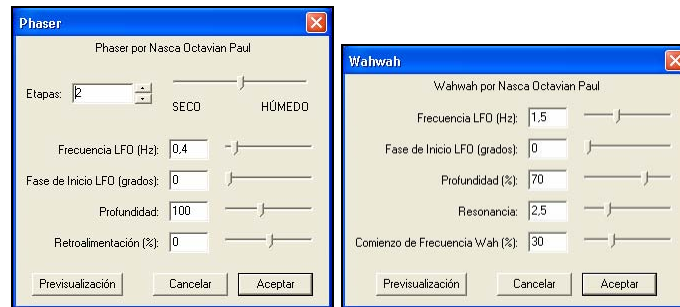 Phaser
Phaser por Nasca Octavian Paul
Etapas: 2
SECO HÚMEDO
Frecuencia LFO (Hz): 0,4
Fase de Inicio LFO (grados): 0
Profundidad: 100
Retroalimentación (%): 0
Previsualización Cancelar Aceptar
Wahwah
Wahwah por Nasca Octavian Paul
Frecuencia LFO (Hz): 1,5
Fase de Inicio LFO (grados): 0
Profundidad (%): 70
Resonancia: 2,5
Comienzo de Frecuencia Wah (%): 30
Previsualización Cancelar Aceptar